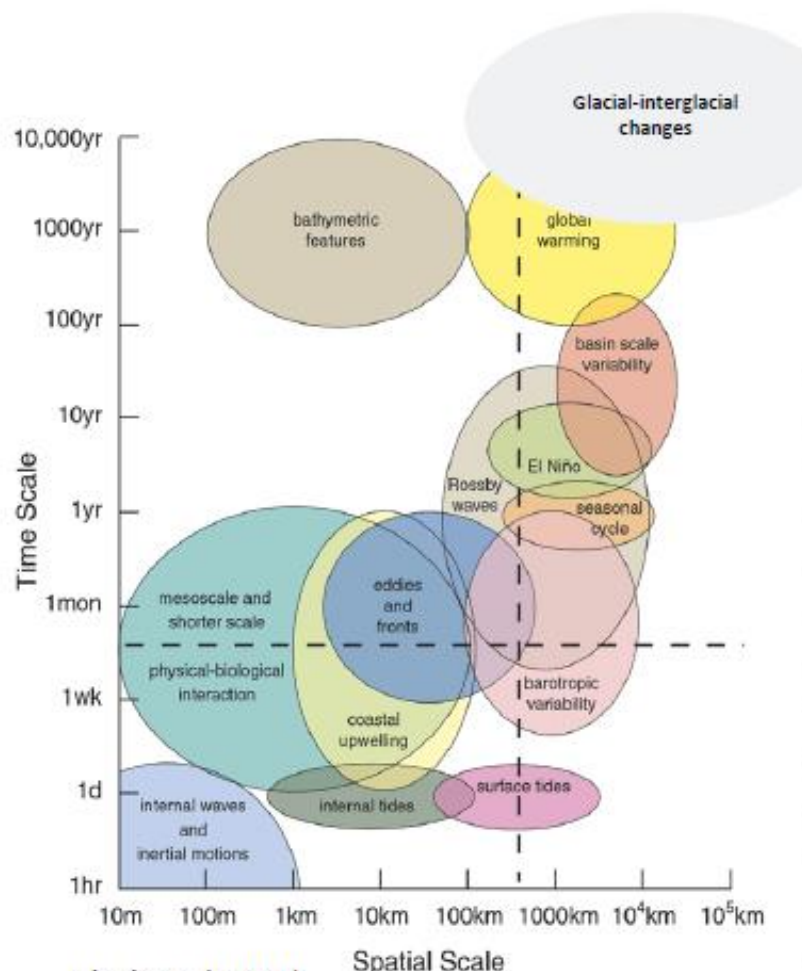 Glacial-interglacial
changes
10,000yr
1000yr
100yr
10yr
1yr
1mon
1wk
1d
1hr
Time Scale
bathymetric
features
global
warming
basin scale
variability
El Niño
Rossby
waves
seasonal
cycle
mesoscale and
shorter scale
physical-biological
interaction
eddies
and
fronts
coastal
upwelling
barotropic
variability
internal waves
and
inertial motions
internal tides
surface tides
10m
100m
1km
10km
100km
1000km
10⁴km
10⁵km
Spatial Scale